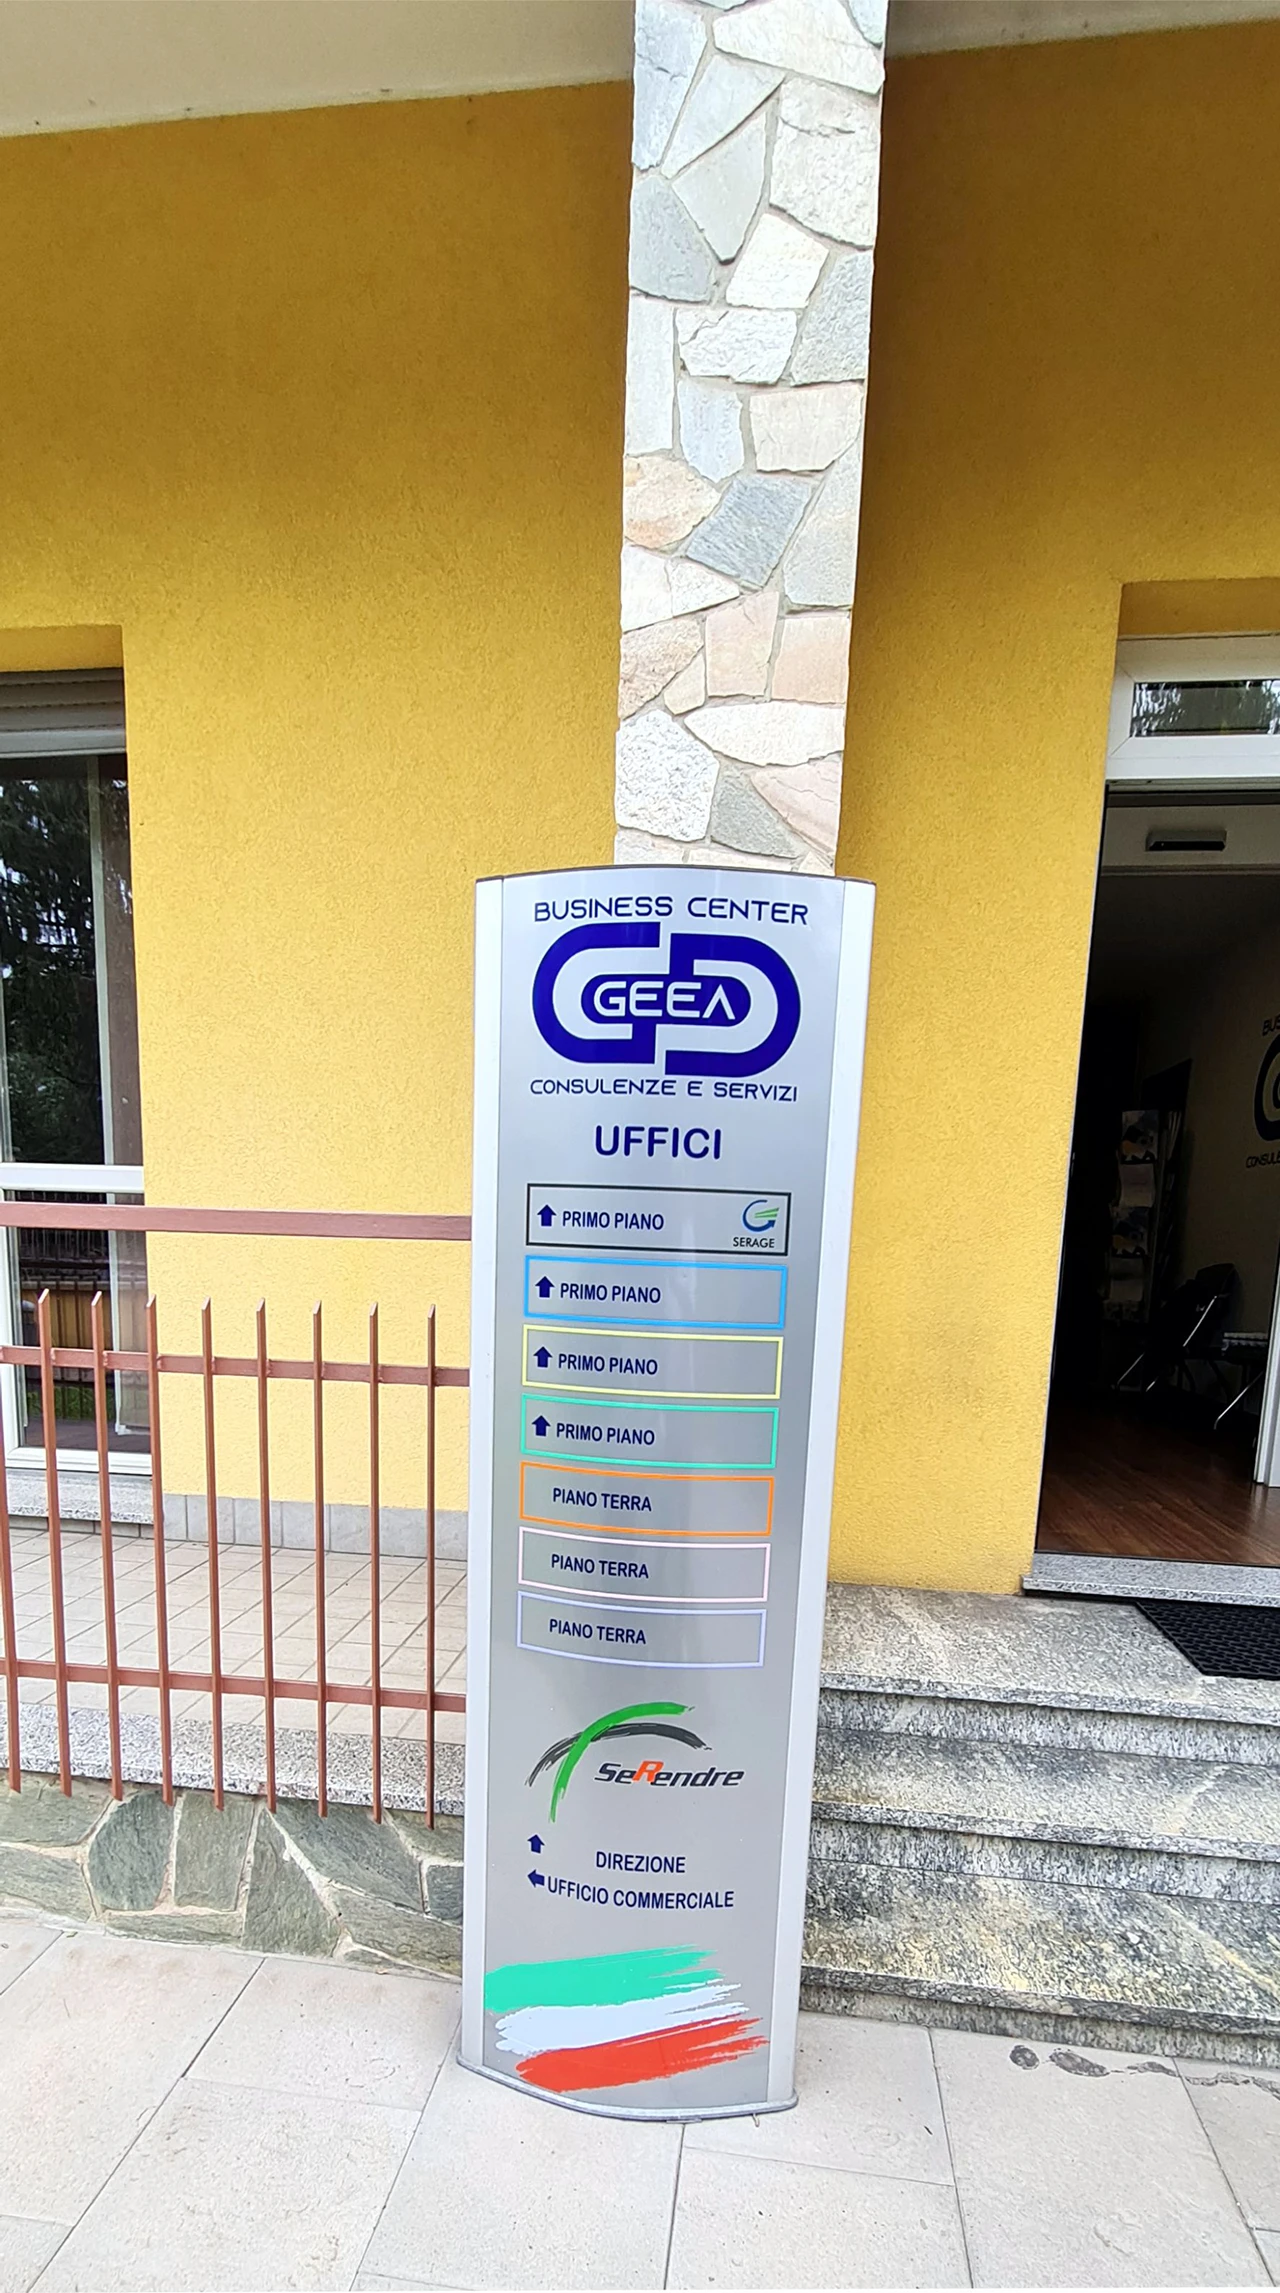 BUSINESS CENTER
GEEA
CONSULENZE E SERVIZI
UFFICI
PRIMO PIANO
SERAGE
PRIMO PIANO
PRIMO PIANO
PRIMO PIANO
PIANO TERRA
PIANO TERRA
PIANO TERRA
SeRendre
DIREZIONE
UFFICIO COMMERCIALE